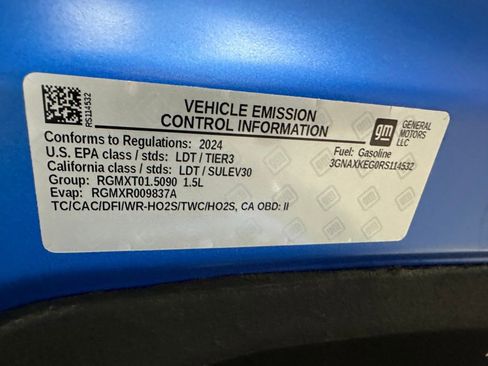 RS114532
VEHICLE EMISSION
CONTROL INFORMATION
gm
GENERAL
MOTORS
LLC
Conforms to Regulations: 2024
U.S. EPA class / stds: LDT / TIER3
California class / stds: LDT / SULEV30
Group: RGMXT01.5090 1.5L
Evap: RGMXR009837A
TC/CAC/DFI/WR-HO2S/TWC/HO2S, CA OBD: II
Fuel: Gasoline
3GNAXKEG0RS114532